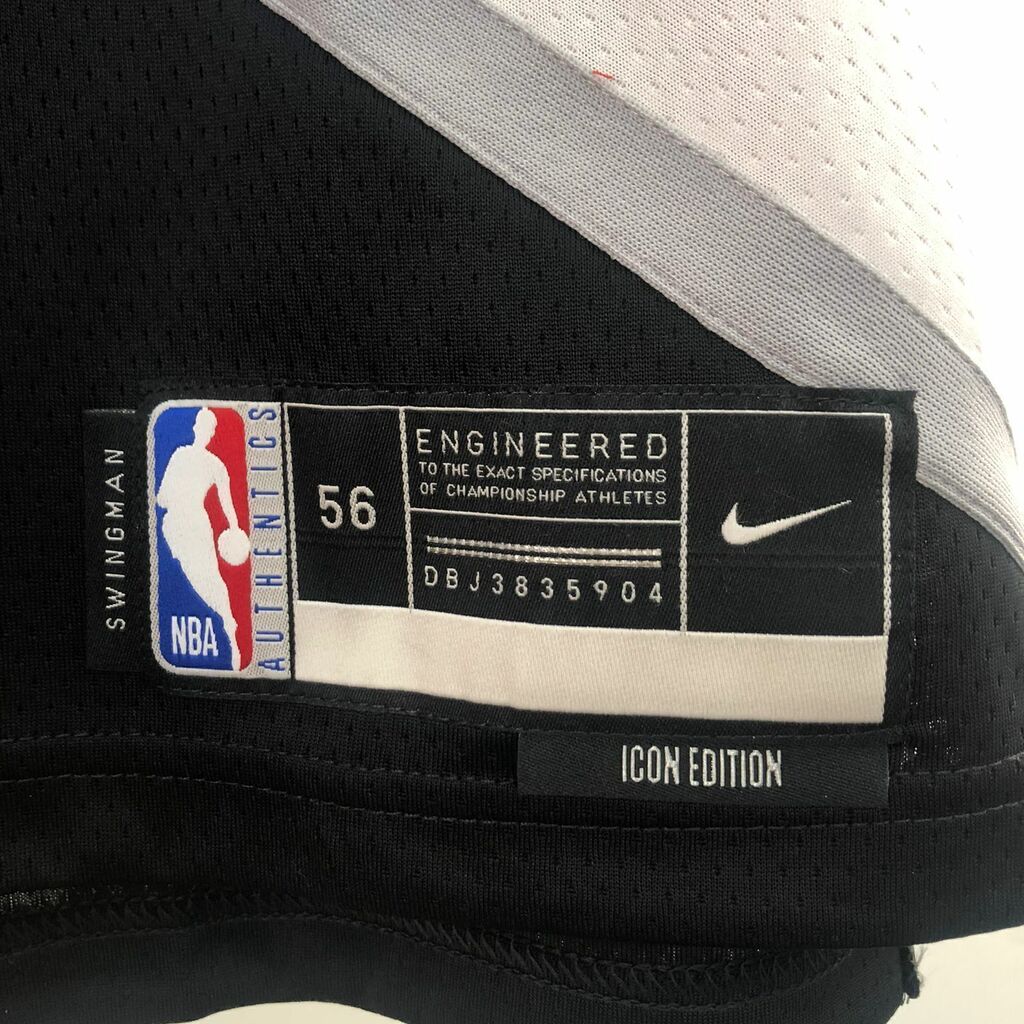 SWINGMAN
NBA
AUTHENTICS
56
ENGINEERED
TO THE EXACT SPECIFICATIONS
OF CHAMPIONSHIP ATHLETES
DBJ3835904
ICON EDITION